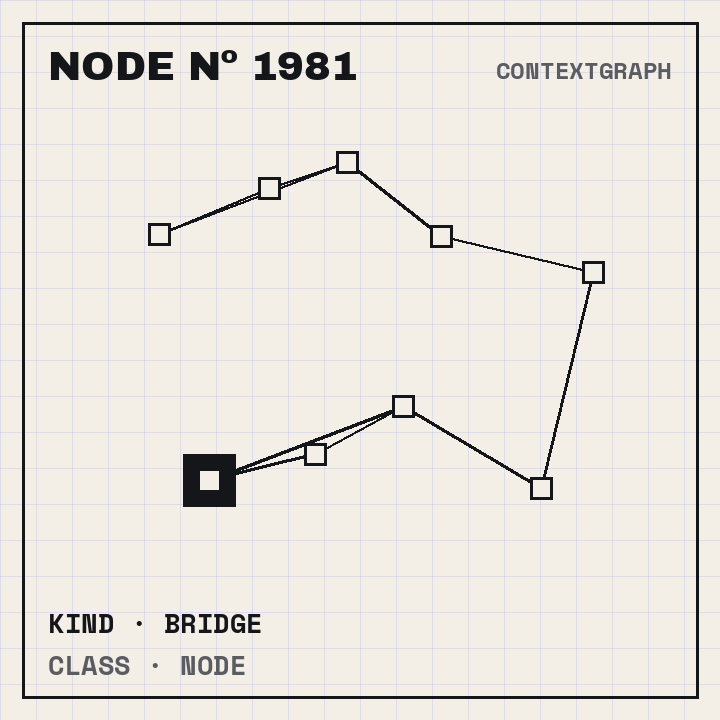 NODE Nº 1981
CONTEXTGRAPH
KIND · BRIDGE
CLASS · NODE